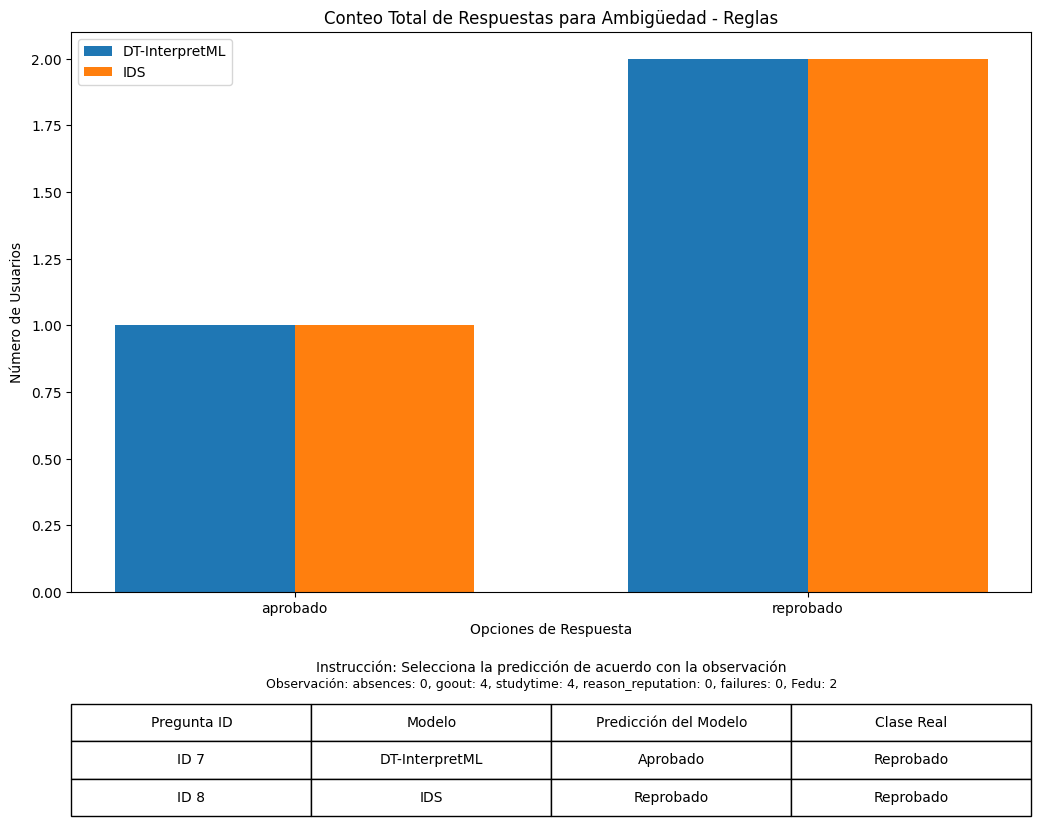 Conteo Total de Respuestas para Ambigüedad - Reglas
DT-InterpretML
IDS
Número de Usuarios
2.00
1.75
1.50
1.25
1.00
0.75
0.50
0.25
0.00
aprobado reprobado
Opciones de Respuesta
Instrucción: Selecciona la predicción de acuerdo con la observación
Observación: absences: 0, goout: 4, studytime: 4, reason_reputation: 0, failures: 0, Fedu: 2
Pregunta ID Modelo Predicción del Modelo Clase Real
ID 7 DT-InterpretML Aprobado Reprobado
ID 8 IDS Reprobado Reprobado